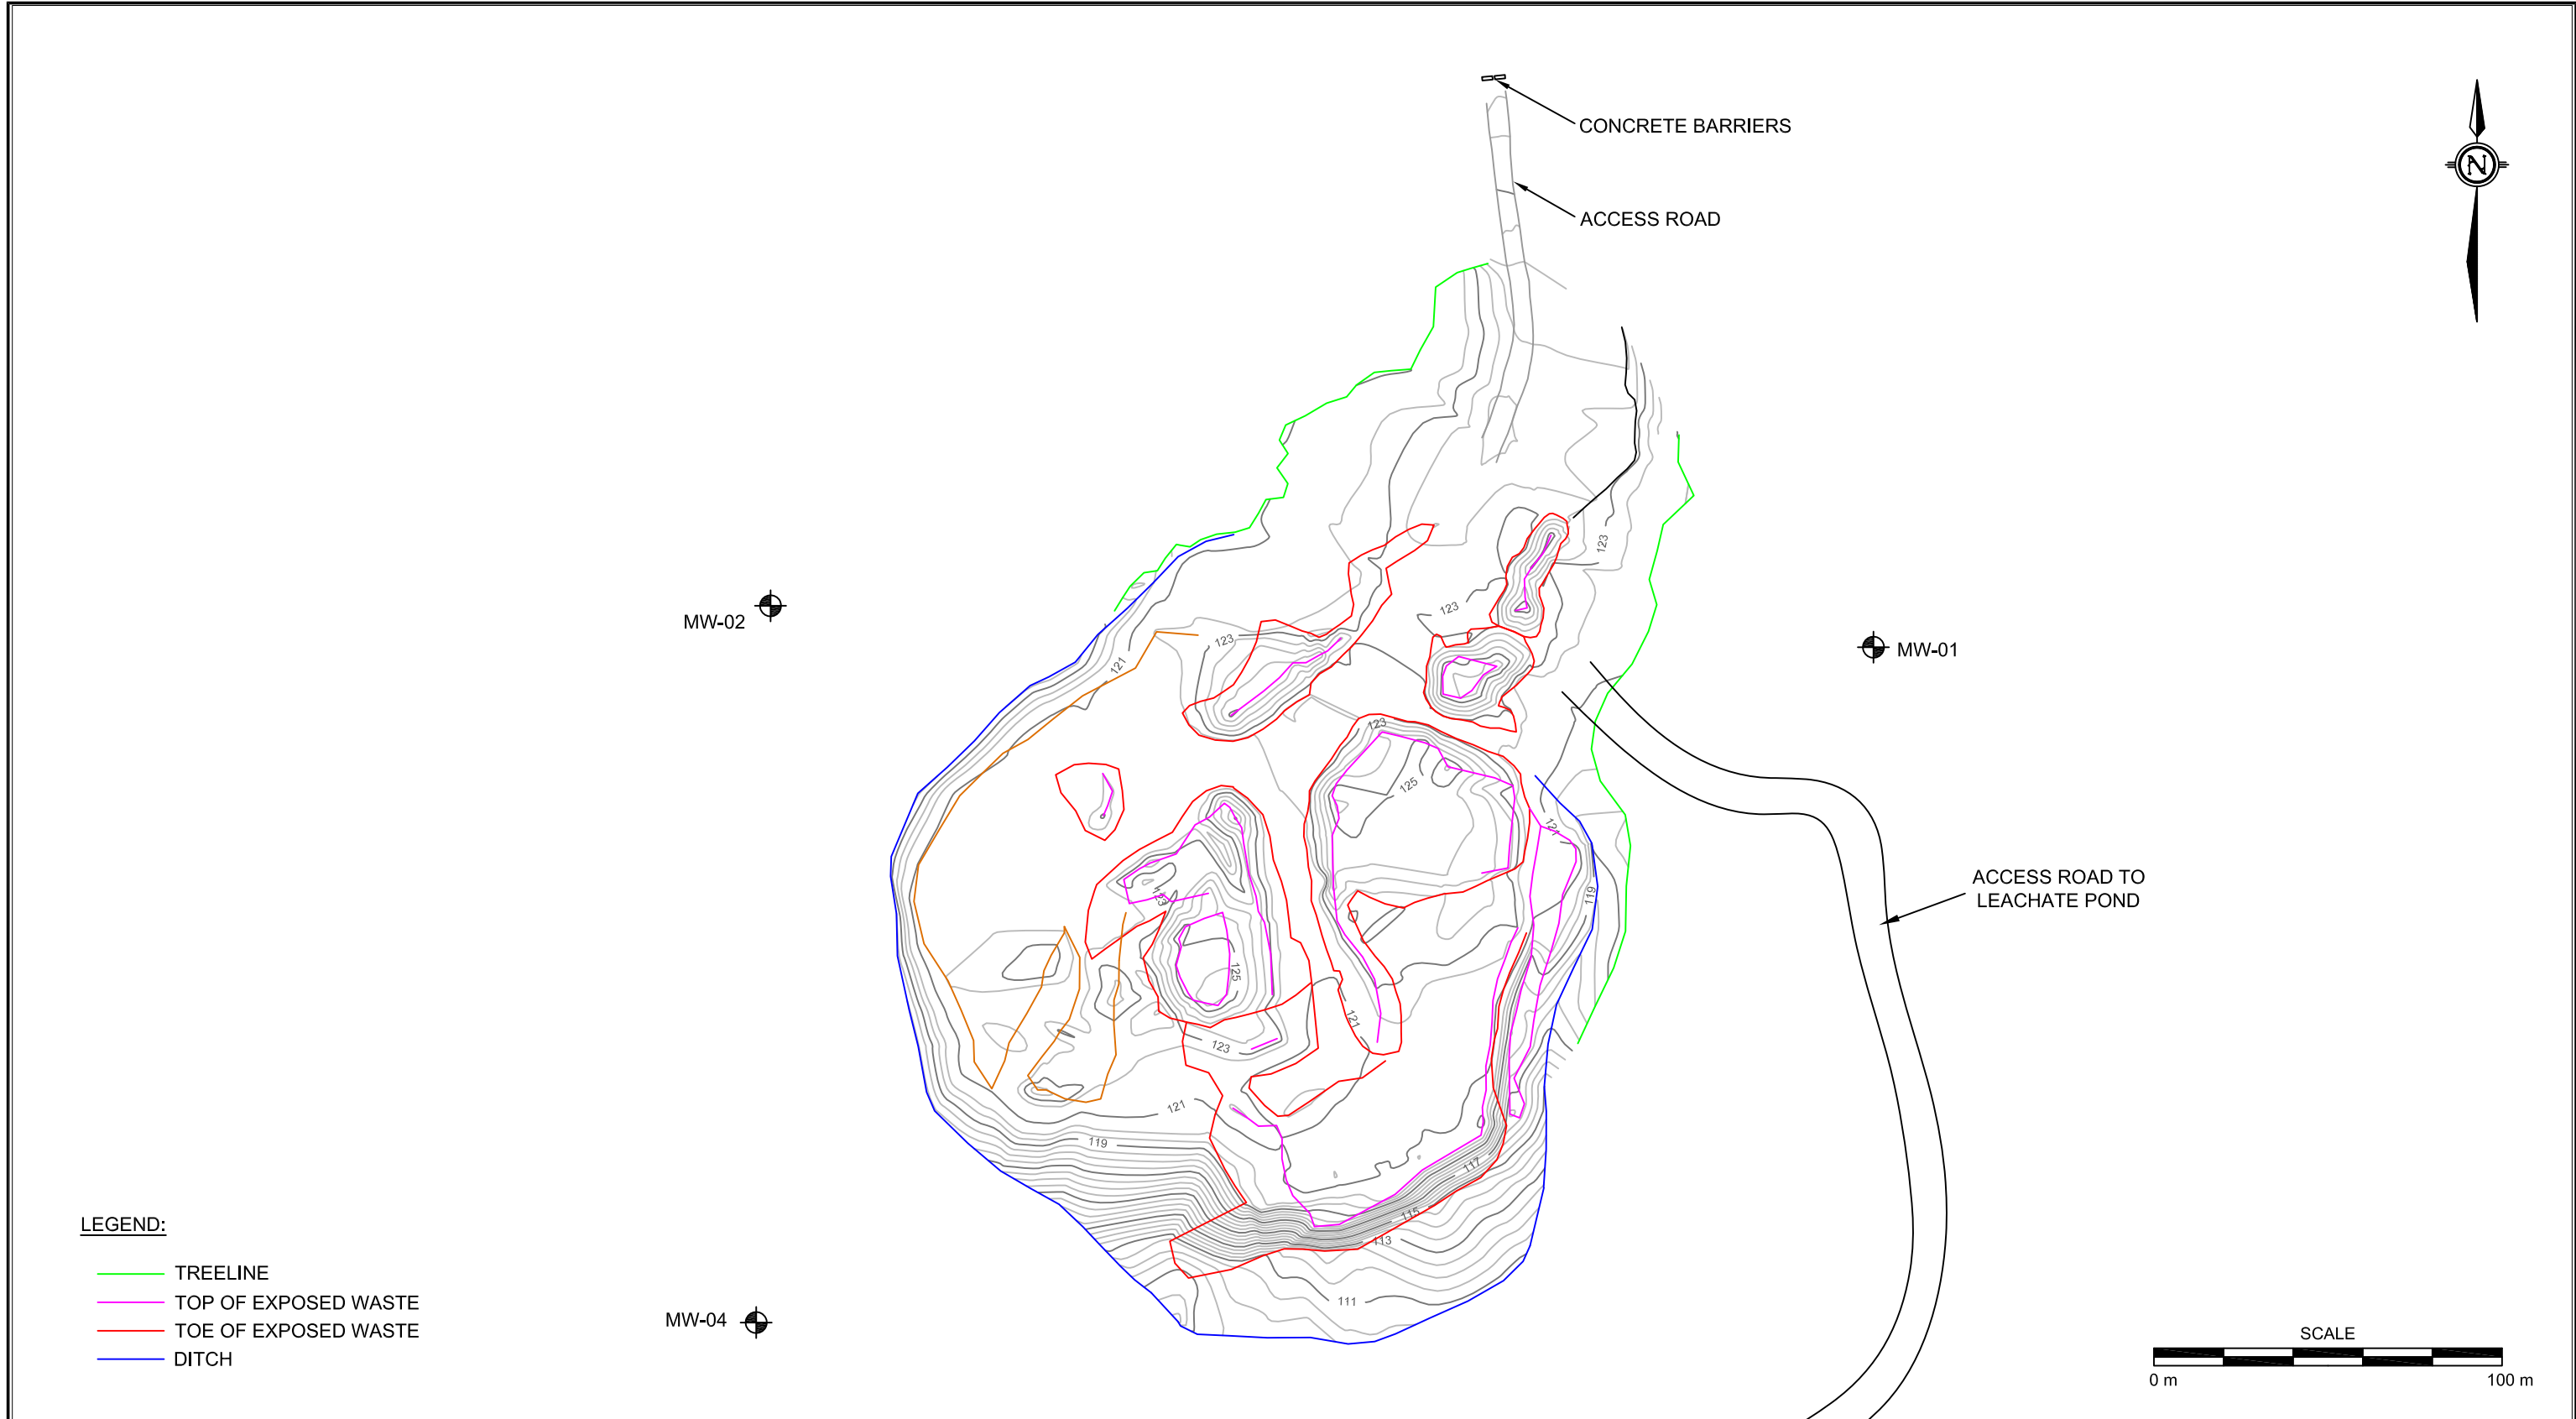 CONCRETE BARRIERS
N
ACCESS ROAD
123
123
MW-02
123
121
MW-01
123
125
121
123
119
ACCESS ROAD TO
LEACHATE POND
125
121
123
121
119
117
115
113
111
LEGEND:
TREELINE
TOP OF EXPOSED WASTE
TOE OF EXPOSED WASTE
DITCH
MW-04
SCALE
0 m
100 m